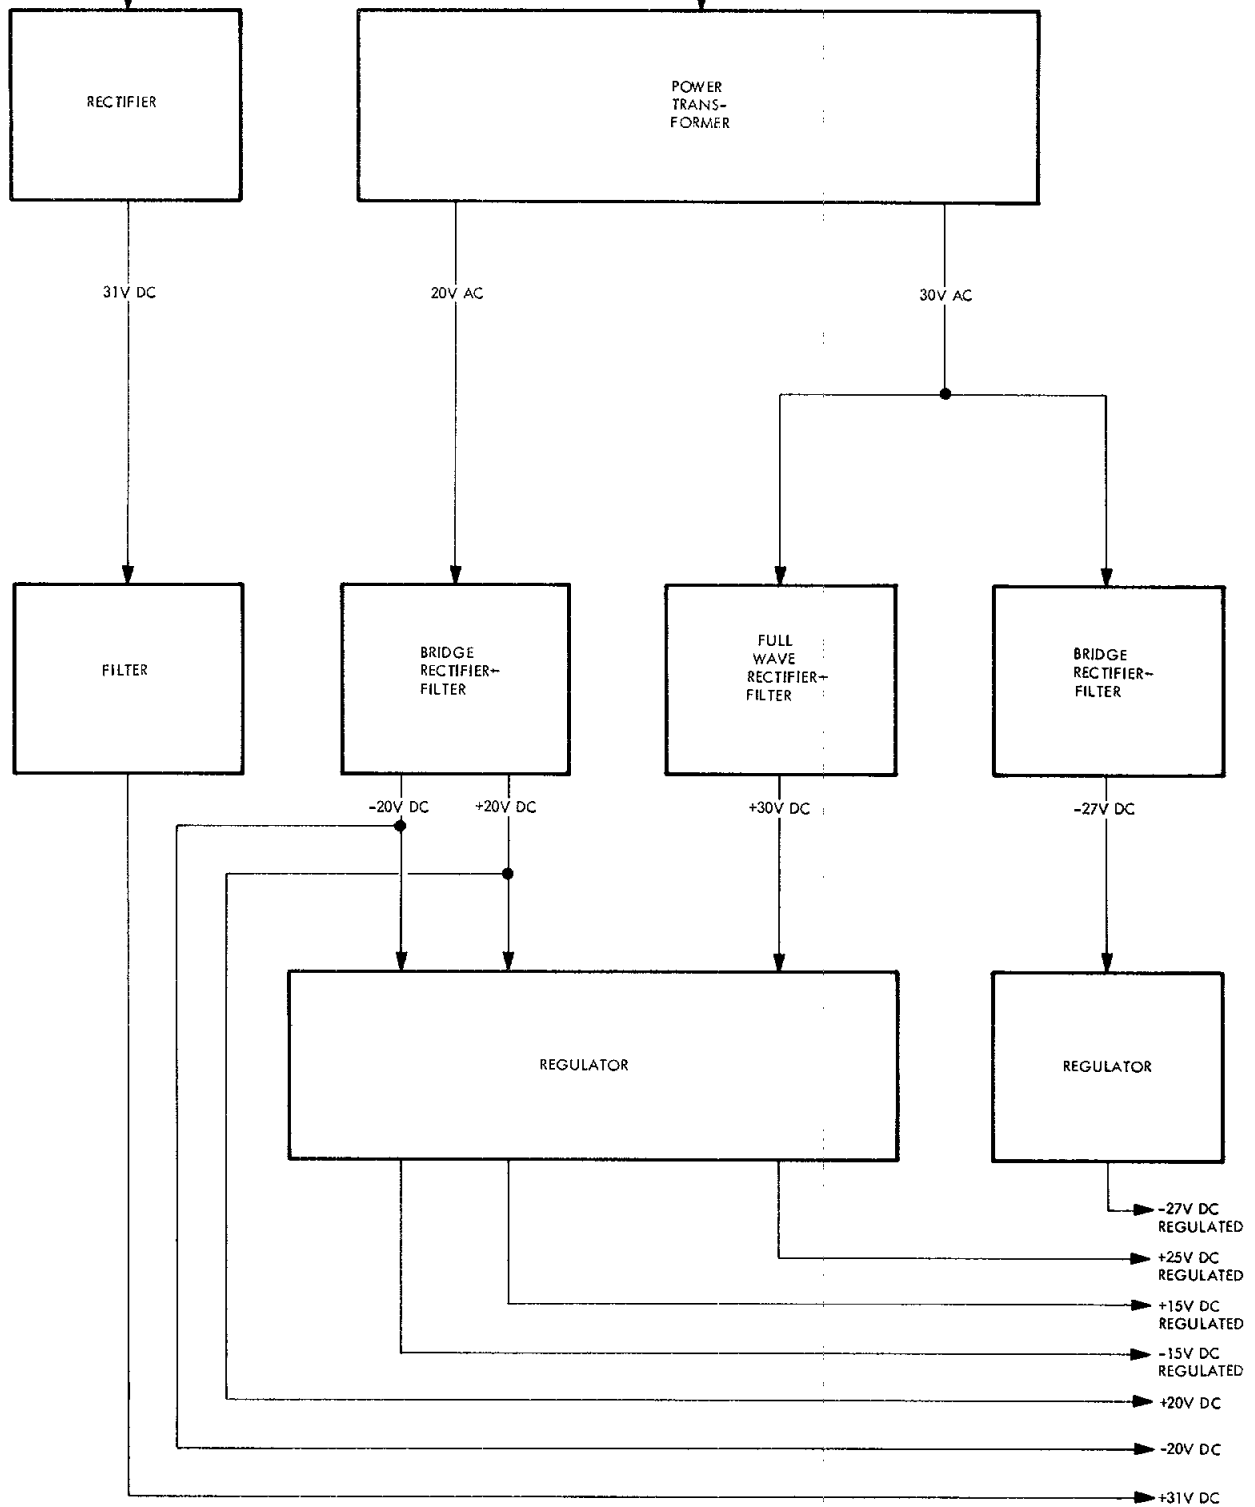 RECTIFIER
POWER
TRANS-
FORMER
31V DC
20V AC
30V AC
FILTER
BRIDGE
RECTIFIER-
FILTER
FULL
WAVE
RECTIFIER-
FILTER
BRIDGE
RECTIFIER-
FILTER
-20V DC
+20V DC
+30V DC
-27V DC
REGULATOR
REGULATOR
-27V DC
REGULATED
+25V DC
REGULATED
+15V DC
REGULATED
-15V DC
REGULATED
+20V DC
-20V DC
+31V DC